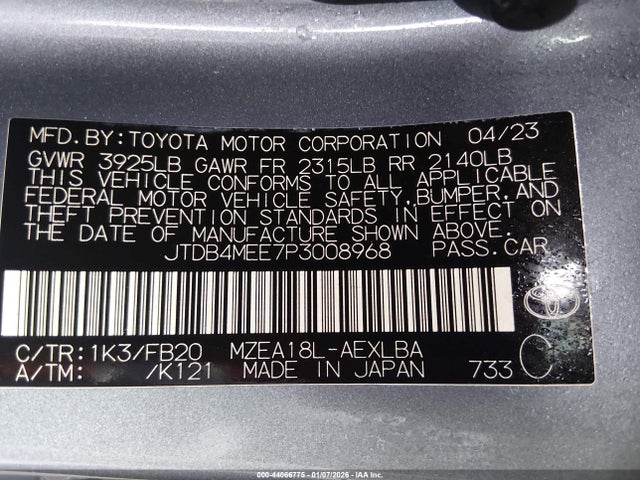 MFD.BY:TOYOTA MOTOR CORPORATION 04/23
GVWR 3925LB GAWR FR 2315LB RR 2140LB
THIS VEHICLE CONFORMS TO ALL APPLICABLE
FEDERAL MOTOR VEHICLE SAFETY,BUMPER,AND
THEFT PREVENTION STANDARDS IN EFFECT ON
THE DATE OF MANUFACTURE SHOWN ABOVE.
JTDB4MEE7P3008968 PASS.CAR
C/TR:1K3/FB20 MZEA18L-AEXLBA
A/TM: /K121 MADE IN JAPAN 733 C
000-44066775 - 01/07/2026 - © IAA Inc.